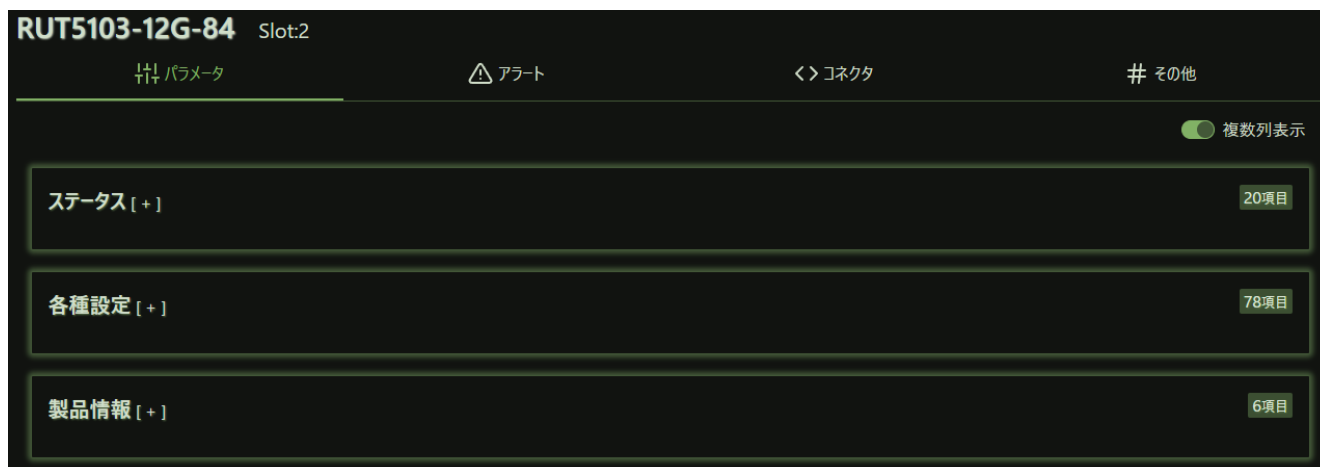 RUT5103-12G-84 Slot:2
パラメータ アラート コネクタ その他
複数列表示
ステータス [ + ] 20項目
各種設定 [ + ] 78項目
製品情報 [ + ] 6項目